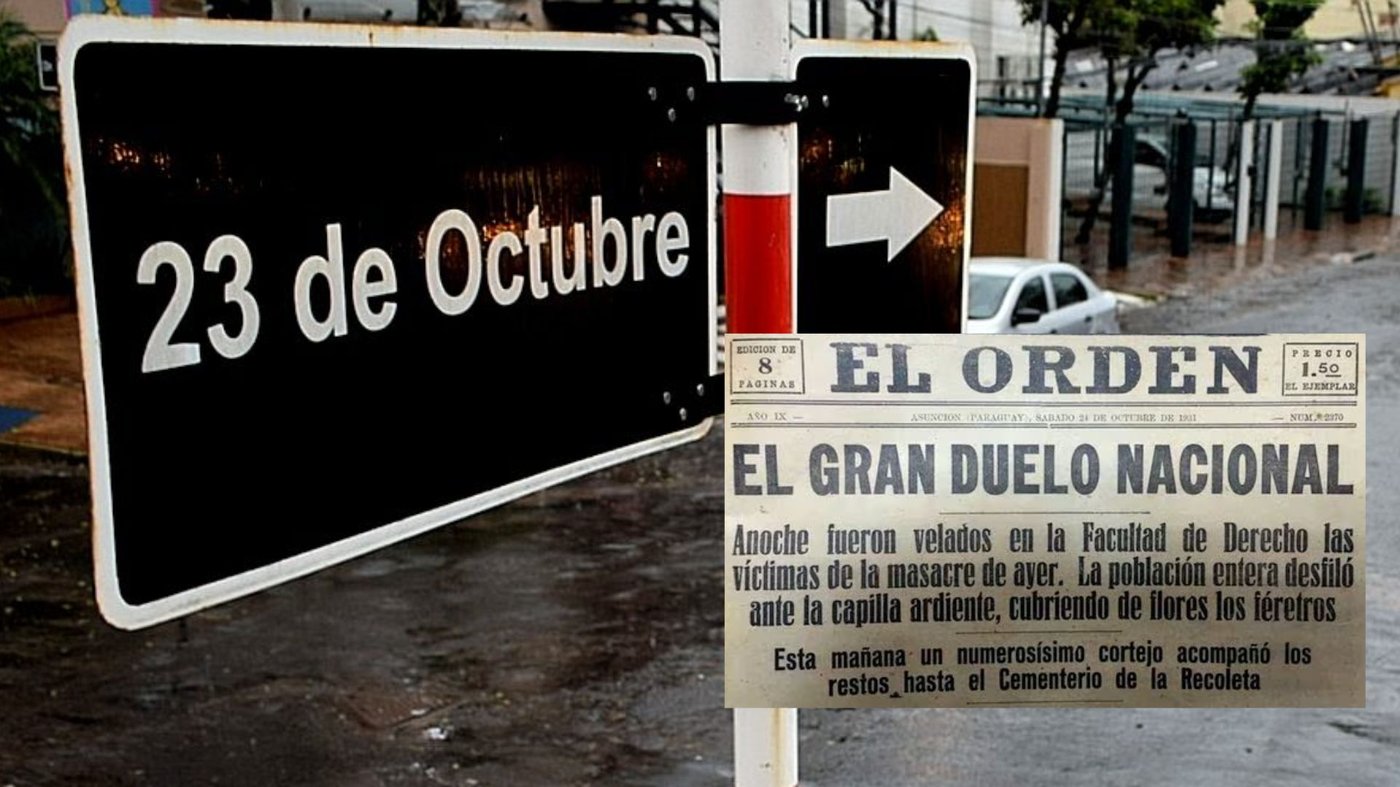 23 de Octubre
EDICION DE
8
PAGINAS
EL ORDEN
PRECIO
1.50
EL EJEMPLAR
AÑO IX —
ASUNCION (PARAGUAY), SABADO 24 DE OCTUBRE DE 1931
— NUM. 2370
EL GRAN DUELO NACIONAL
Anoche fueron velados en la Facultad de Derecho las
víctimas de la masacre de ayer. La población entera desfiló
ante la capilla ardiente, cubriendo de flores los féretros
Esta mañana un numerosísimo cortejo acompañó los
restos hasta el Cementerio de la Recoleta